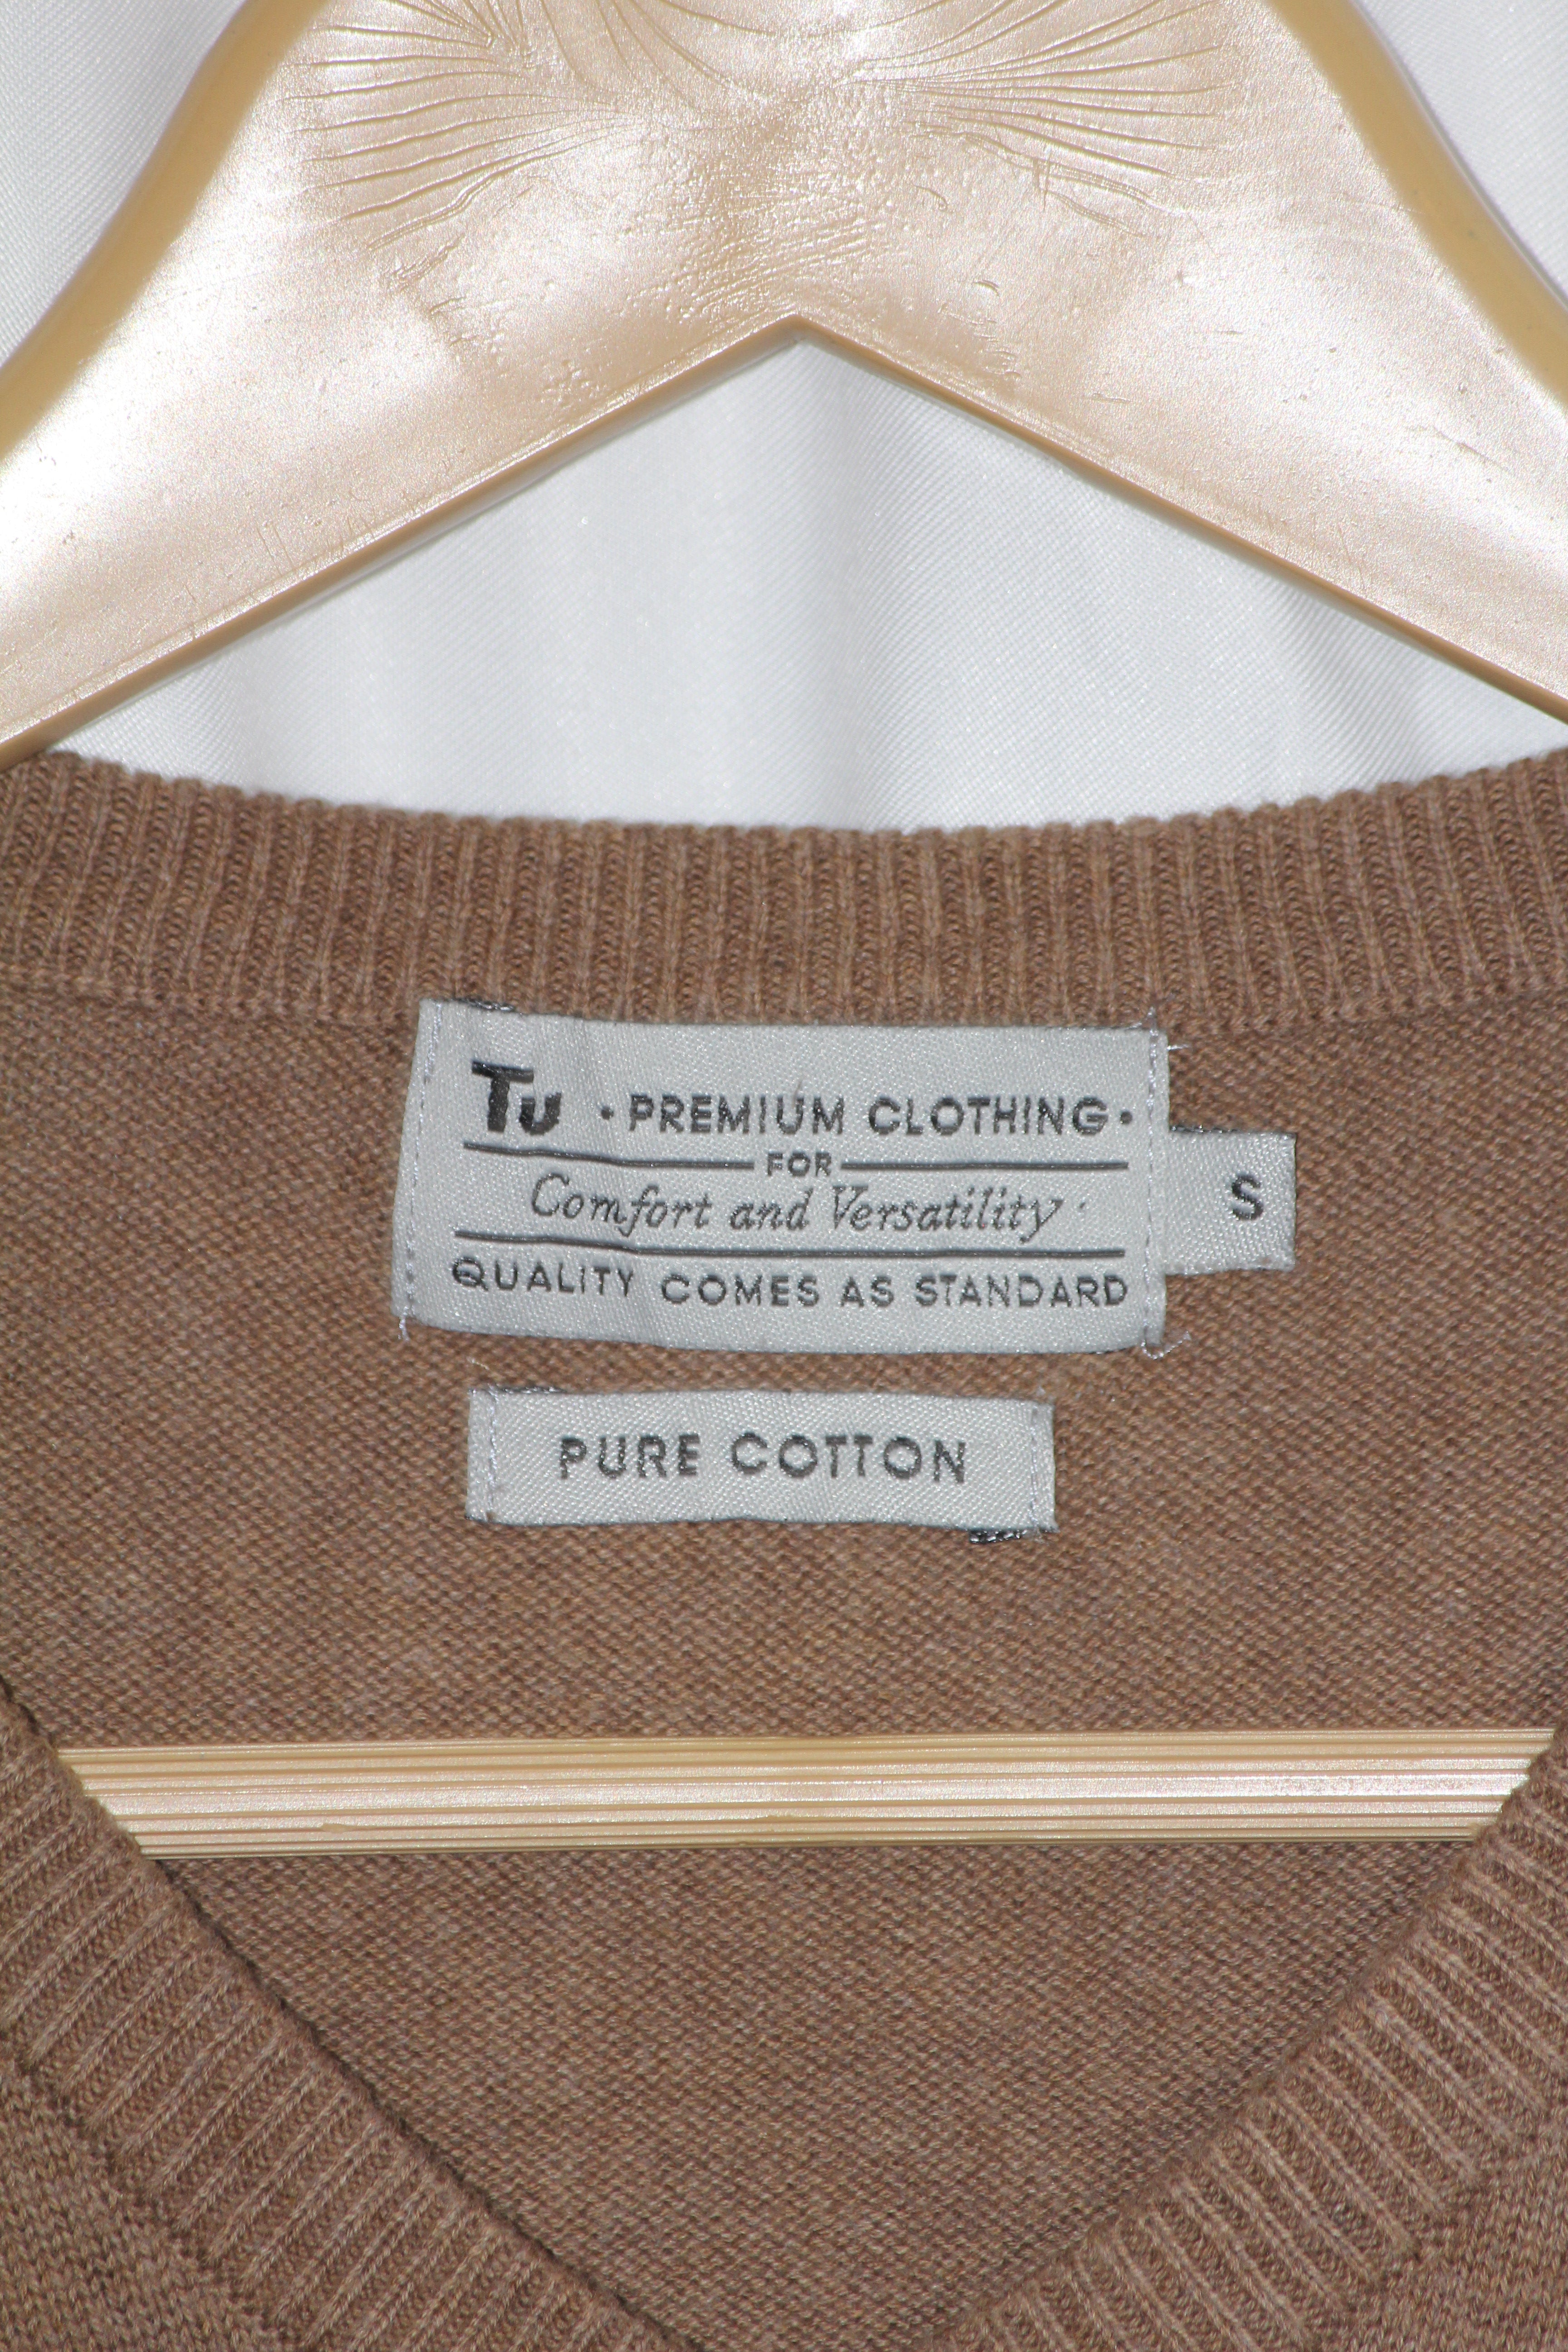 Tu • PREMIUM CLOTHING •
FOR
Comfort and Versatility
QUALITY COMES AS STANDARD
S
PURE COTTON